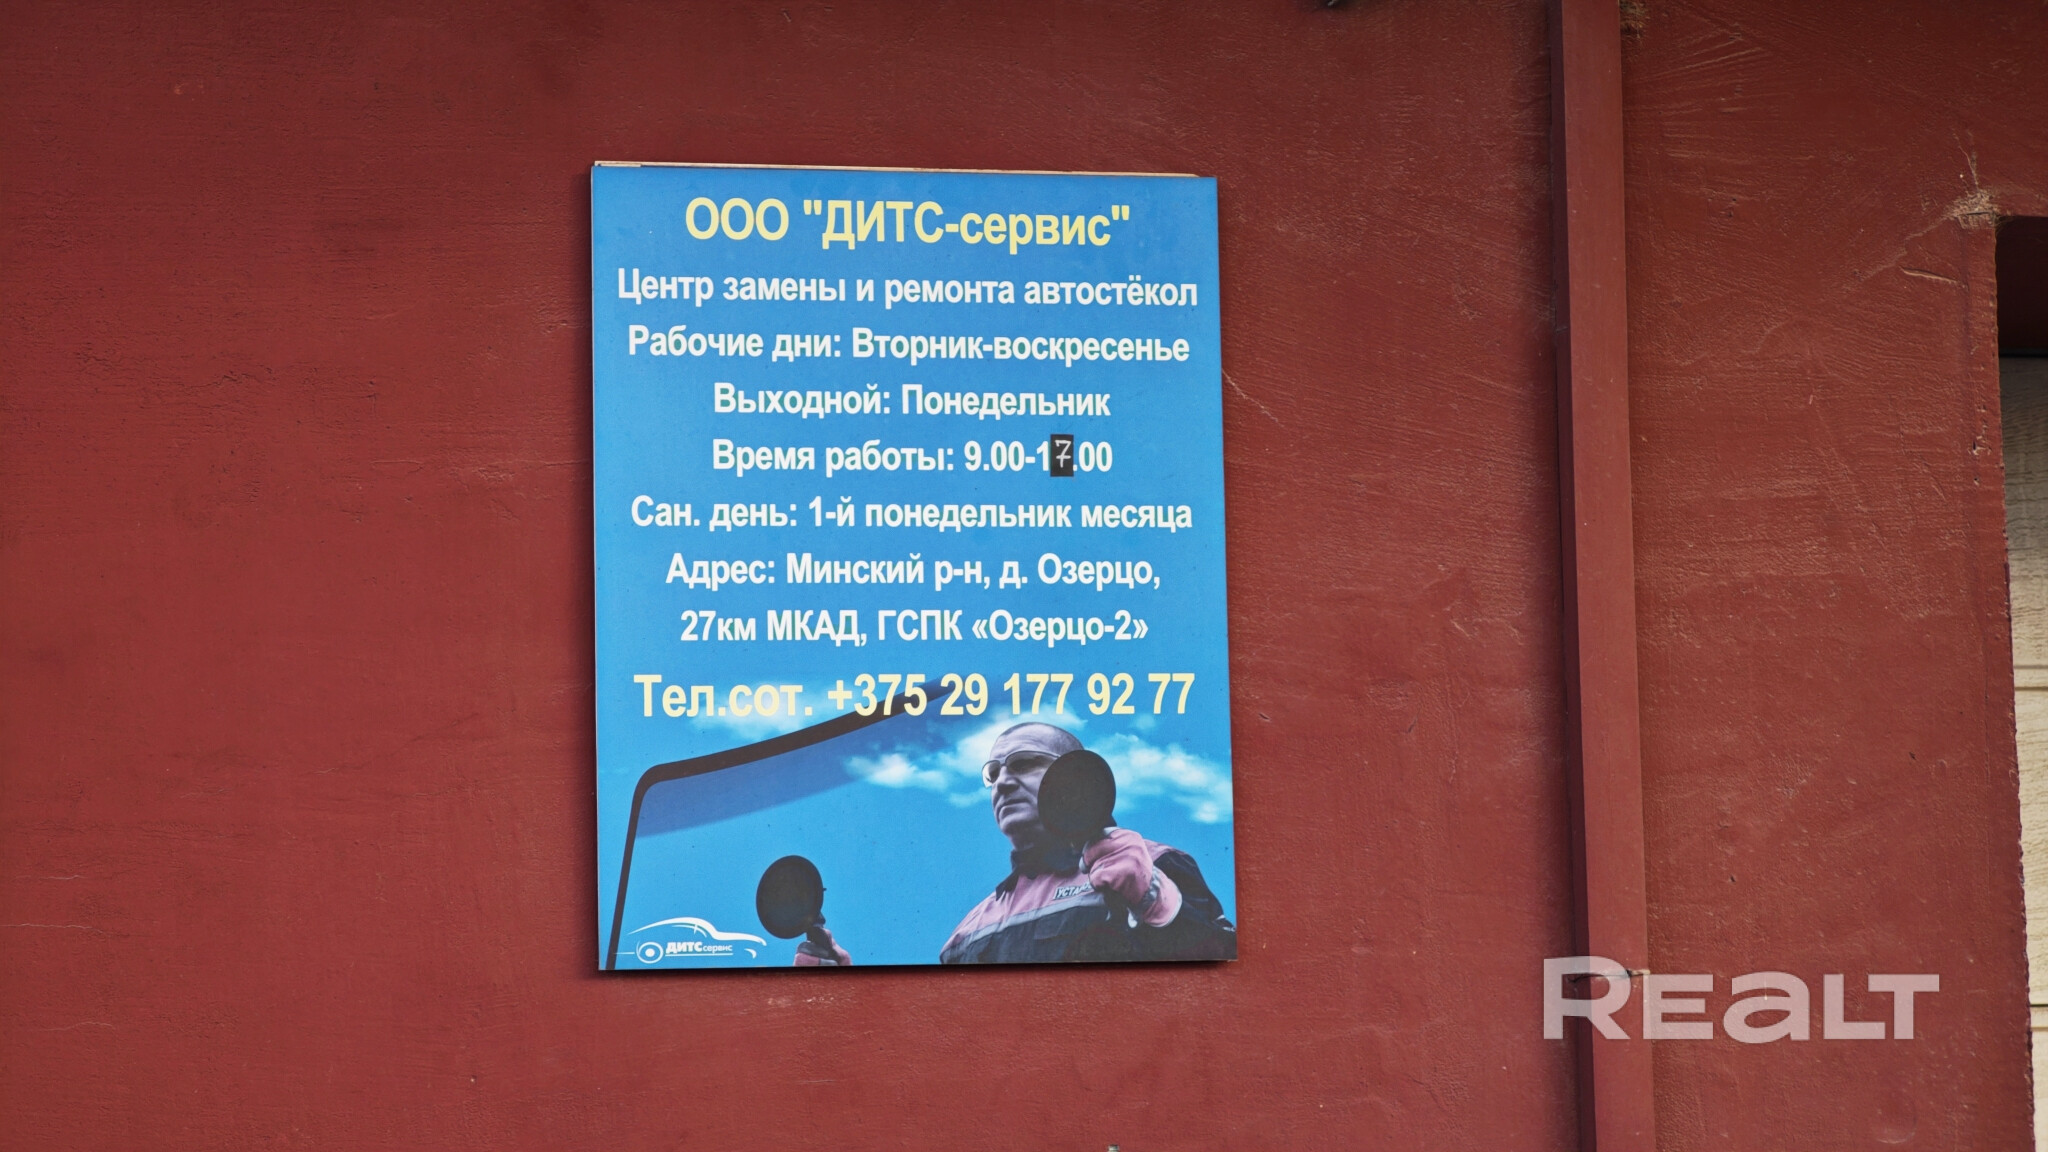 ООО "ДИТС-сервис"
Центр замены и ремонта автостёкол
Рабочие дни: Вторник-воскресенье
Выходной: Понедельник
Время работы: 9.00-17.00
Сан. день: 1-й понедельник месяца
Адрес: Минский р-н, д. Озерцо,
27км МКАД, ГСПК «Озерцо-2»
Тел.сот. +375 29 177 92 77
ДИТСсервис
REALT